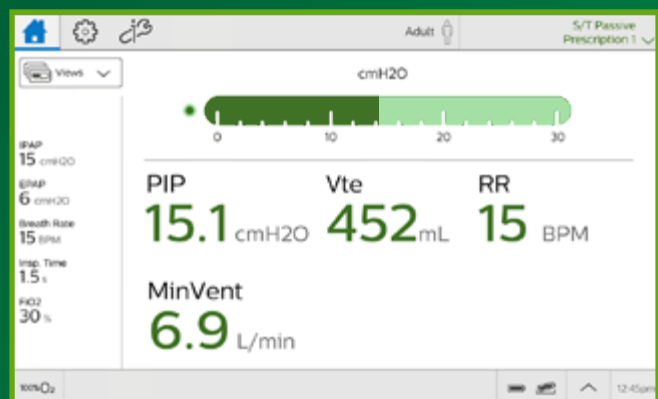 Adult
S/T Passive
Prescription 1
Views
cmH2O
0 10 20 30
IPAP
15 cmH2O
EPAP
6 cmH2O
Breath Rate
15 BPM
Insp. Time
1.5 s
FiO2
30 %
PIP
15.1 cmH2O
Vte
452 mL
RR
15 BPM
MinVent
6.9 L/min
100% O2
12:45pm